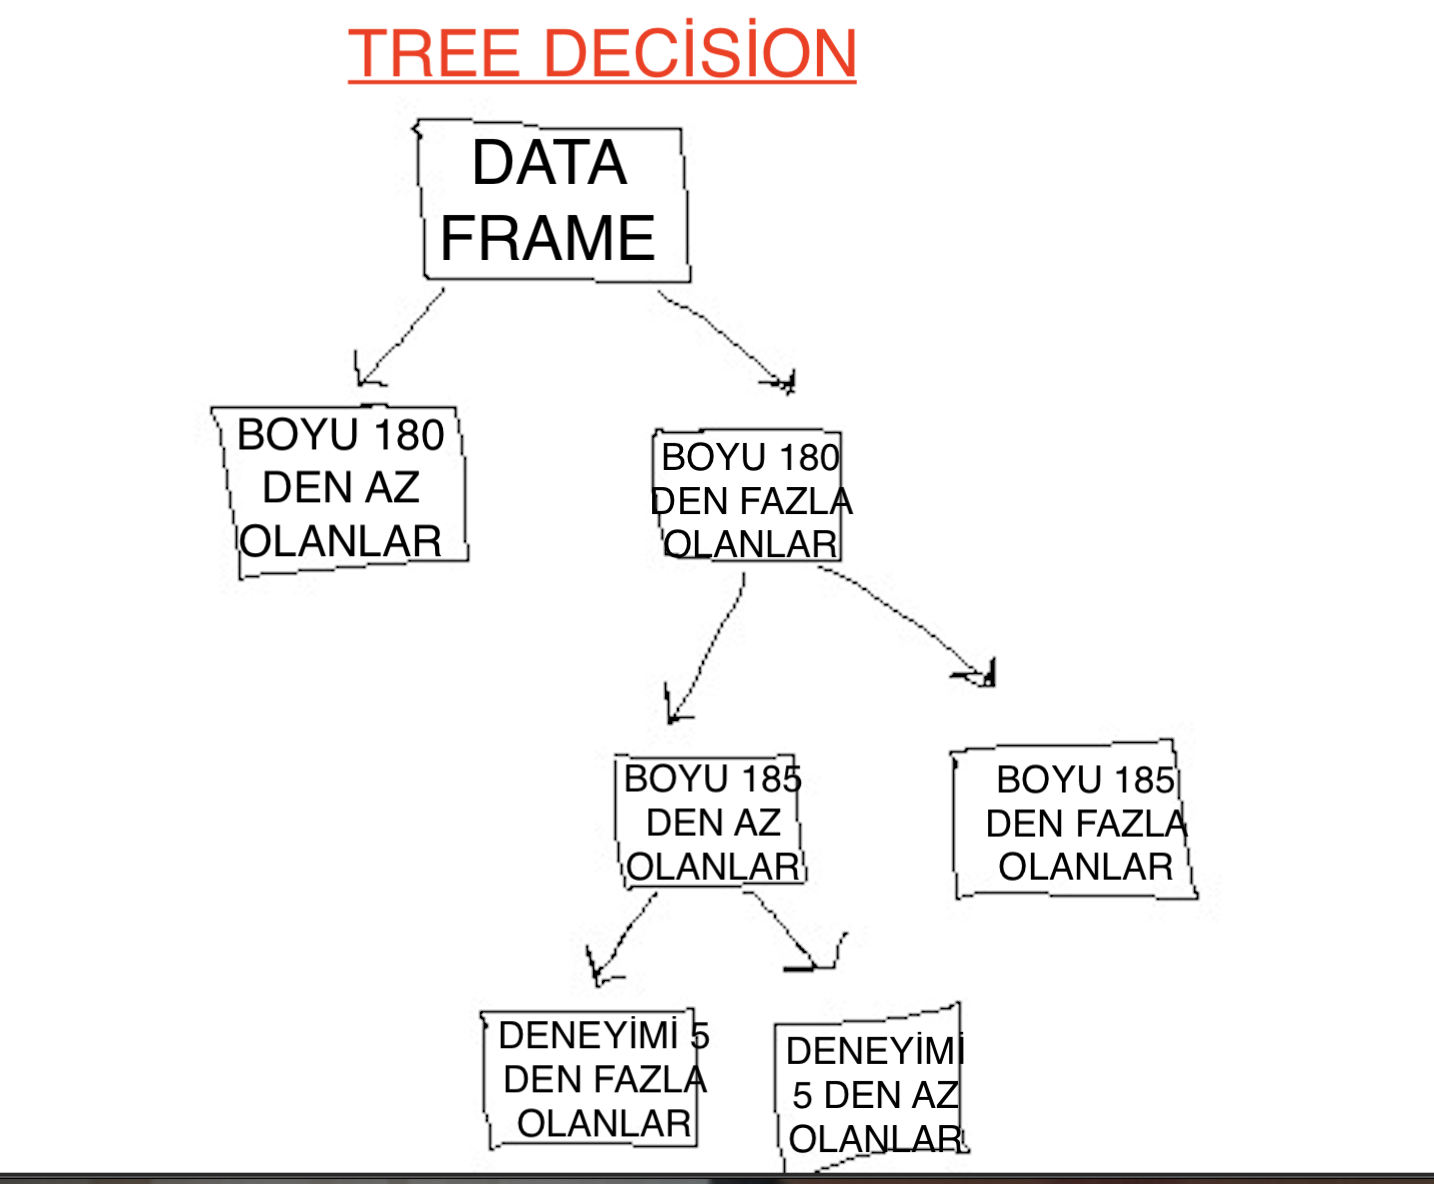 TREE DECİSİON
DATA
FRAME
BOYU 180
DEN AZ
OLANLAR
BOYU 180
DEN FAZLA
OLANLAR
BOYU 185
DEN AZ
OLANLAR
BOYU 185
DEN FAZLA
OLANLAR
DENEYİMİ 5
DEN FAZLA
OLANLAR
DENEYİMİ
5 DEN AZ
OLANLAR